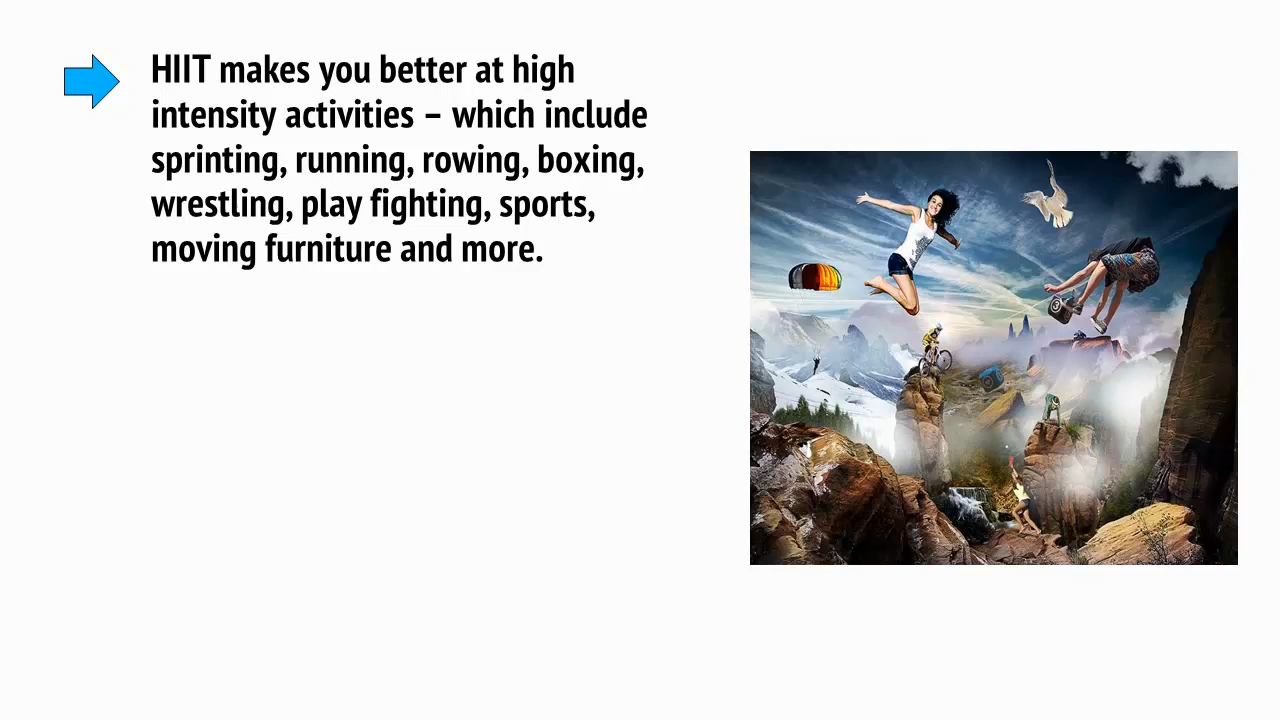 HIIT makes you better at high
intensity activities – which include
sprinting, running, rowing, boxing,
wrestling, play fighting, sports,
moving furniture and more.